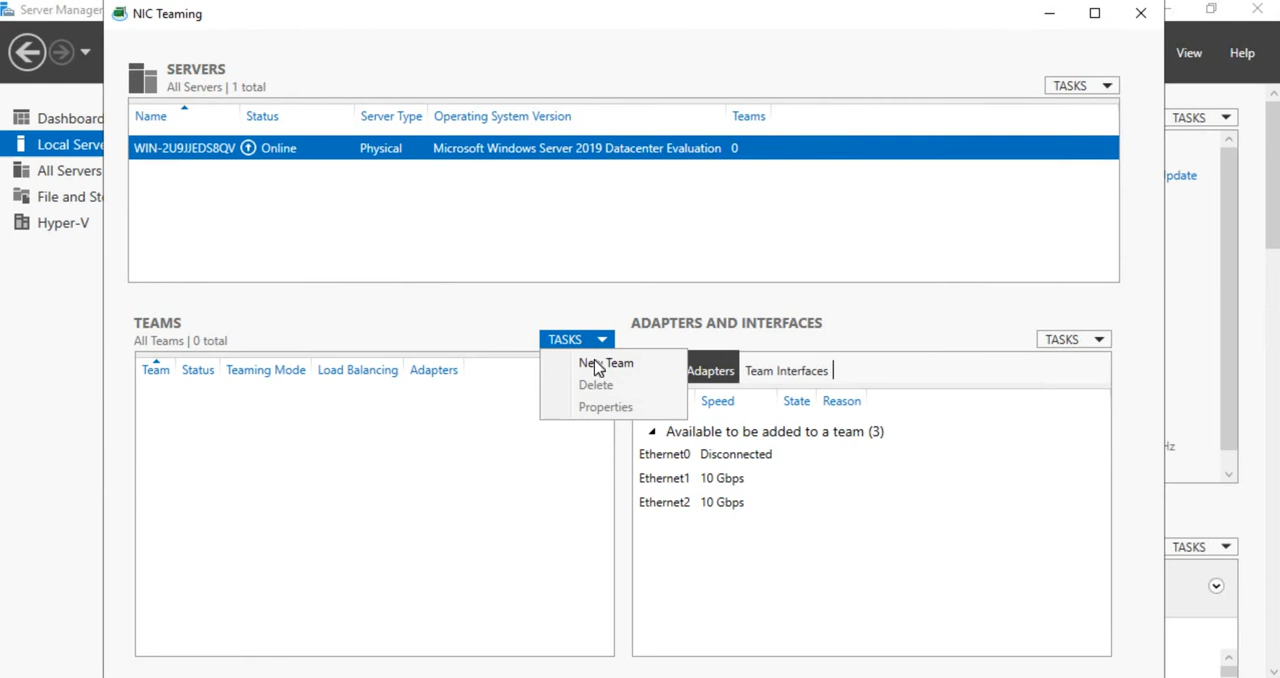 Server Manager
NIC Teaming
View Help
SERVERS
All Servers | 1 total
TASKS
Name Status Server Type Operating System Version Teams
WIN-2U9JJEDS8QV Online Physical Microsoft Windows Server 2019 Datacenter Evaluation 0
Dashboard
Local Serve
All Servers
File and Sto
Hyper-V
TASKS
pdate
Hz
TASKS
TEAMS
All Teams | 0 total
TASKS
New Team
Delete
Properties
Team Status Teaming Mode Load Balancing Adapters
ADAPTERS AND INTERFACES
TASKS
Adapters Team Interfaces
Speed State Reason
Available to be added to a team (3)
Ethernet0 Disconnected
Ethernet1 10 Gbps
Ethernet2 10 Gbps